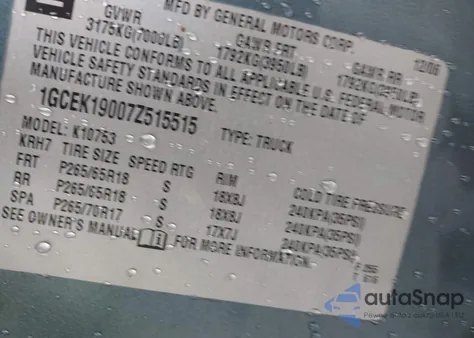 MFD BY GENERAL MOTORS CORP.
GVWR GAWR FRT GAWR RR 12/06
3175KG(7000LB) 1792KG(3950LB) 1792KG(3950LB)
THIS VEHICLE CONFORMS TO ALL APPLICABLE U.S. FEDERAL MOTOR
VEHICLE SAFETY STANDARDS IN EFFECT ON THE DATE OF
MANUFACTURE SHOWN ABOVE.
1GCEK19007Z515515 TYPE: TRUCK
MODEL: K10753
KRH7 TIRE SIZE SPEED RTG RIM COLD TIRE PRESSURE
FRT P265/65R18 S 18X8J 240KPA(35PSI)
RR P265/65R18 S 18X8J 240KPA(35PSI)
SPA P265/70R17 S 17X7J 240KPA(35PSI)
SEE OWNER'S MANUAL FOR MORE INFORMATION.
autaSnap